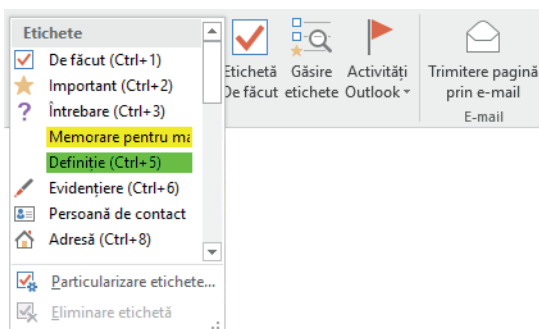 Etichete
De făcut (Ctrl+1)
Important (Ctrl+2)
Întrebare (Ctrl+3)
Memorare pentru
Definiție (Ctrl+5)
Evidențiere (Ctrl+6)
Persoană de contact
Adresă (Ctrl+8)
Particularizare etichete...
Eliminare etichetă
Etichetă
De făcut
Găsire
etichete
Activități
Outlook
Trimitere pagină
prin e-mail
E-mail